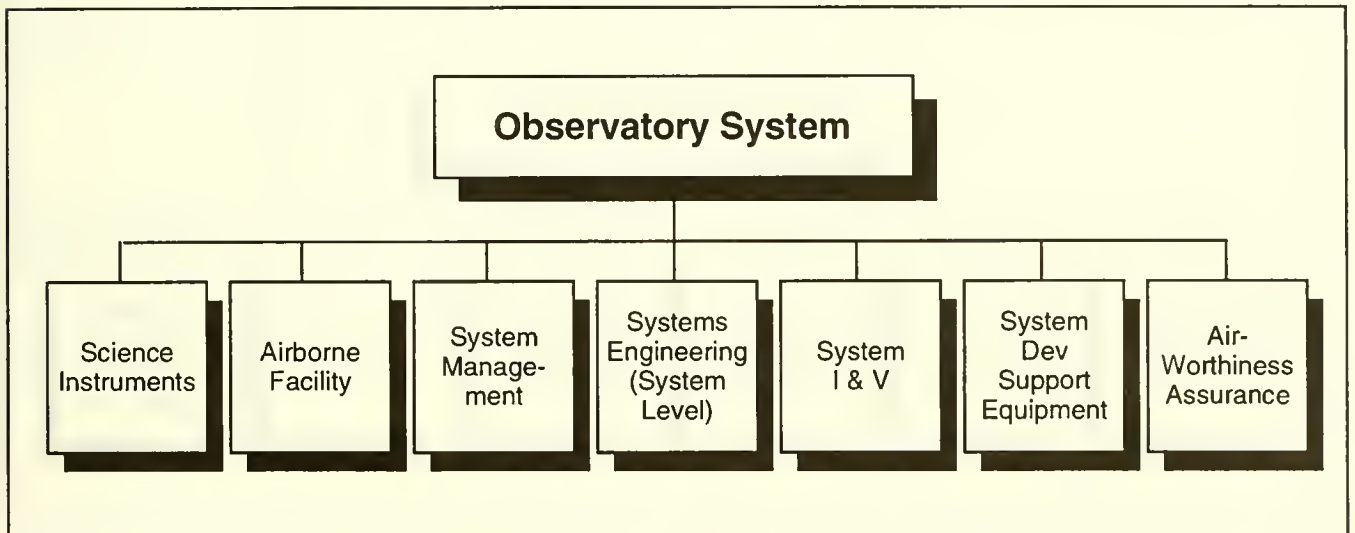 Observatory System
Science
Instruments
Airborne
Facility
System
Manage-
ment
Systems
Engineering
(System
Level)
System
I & V
System
Dev
Support
Equipment
Air-
Worthiness
Assurance